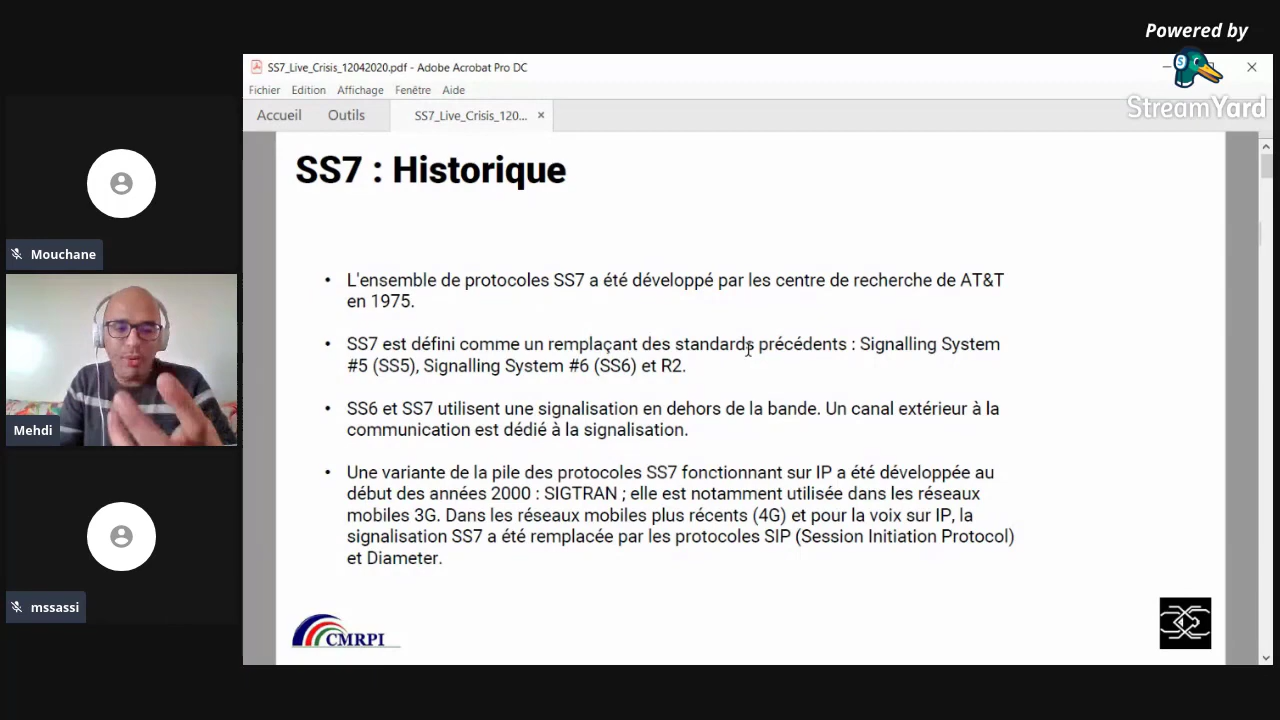 Powered by
StreamYard
SS7_Live_Crisis_12042020.pdf - Adobe Acrobat Pro DC
Fichier Edition Affichage Fenêtre Aide
Accueil Outils SS7_Live_Crisis_120... ×
SS7 : Historique
• L'ensemble de protocoles SS7 a été développé par les centre de recherche de AT&T
en 1975.
• SS7 est défini comme un remplaçant des standards précédents : Signalling System
#5 (SS5), Signalling System #6 (SS6) et R2.
• SS6 et SS7 utilisent une signalisation en dehors de la bande. Un canal extérieur à la
communication est dédié à la signalisation.
• Une variante de la pile des protocoles SS7 fonctionnant sur IP a été développée au
début des années 2000 : SIGTRAN ; elle est notamment utilisée dans les réseaux
mobiles 3G. Dans les réseaux mobiles plus récents (4G) et pour la voix sur IP, la
signalisation SS7 a été remplacée par les protocoles SIP (Session Initiation Protocol)
et Diameter.
CMRPI
Mouchane
Mehdi
mssassi